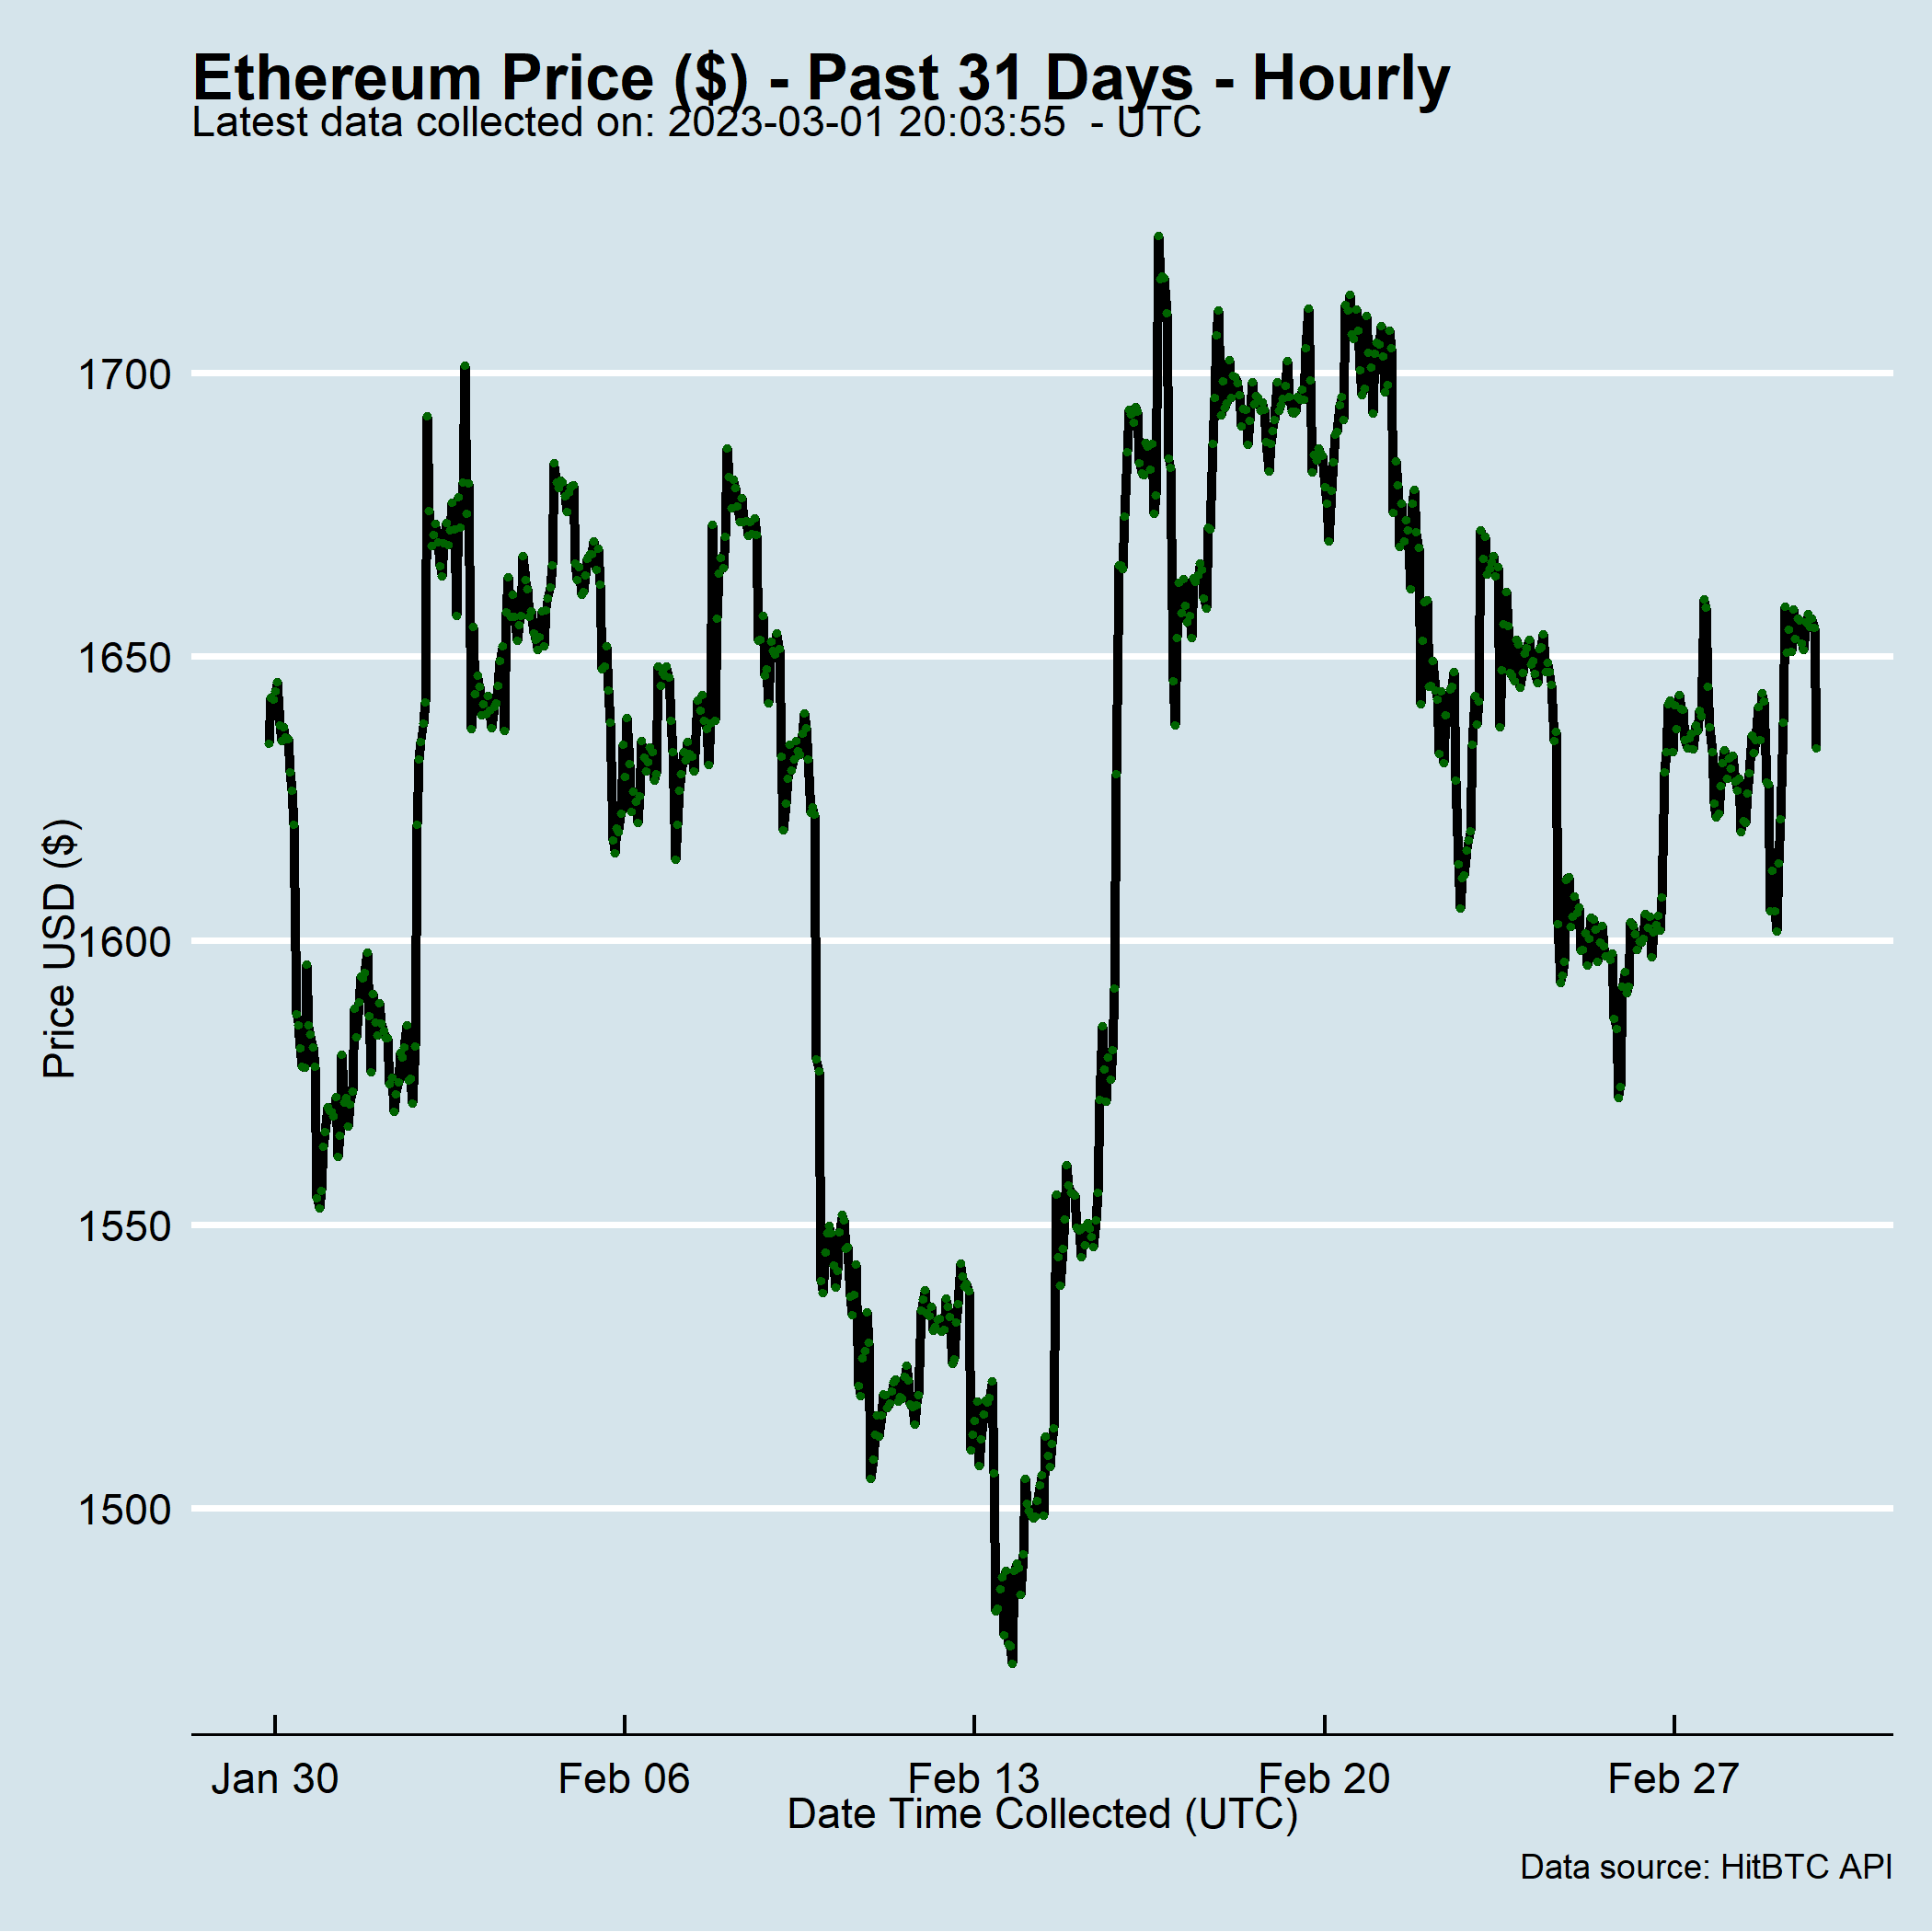 Ethereum Price ($) - Past 31 Days - Hourly
Latest data collected on: 2023-03-01 20:03:55  - UTC
Price USD ($)
1700
1650
1600
1550
1500
Jan 30
Feb 06
Feb 13
Feb 20
Feb 27
Date Time Collected (UTC)
Data source: HitBTC API